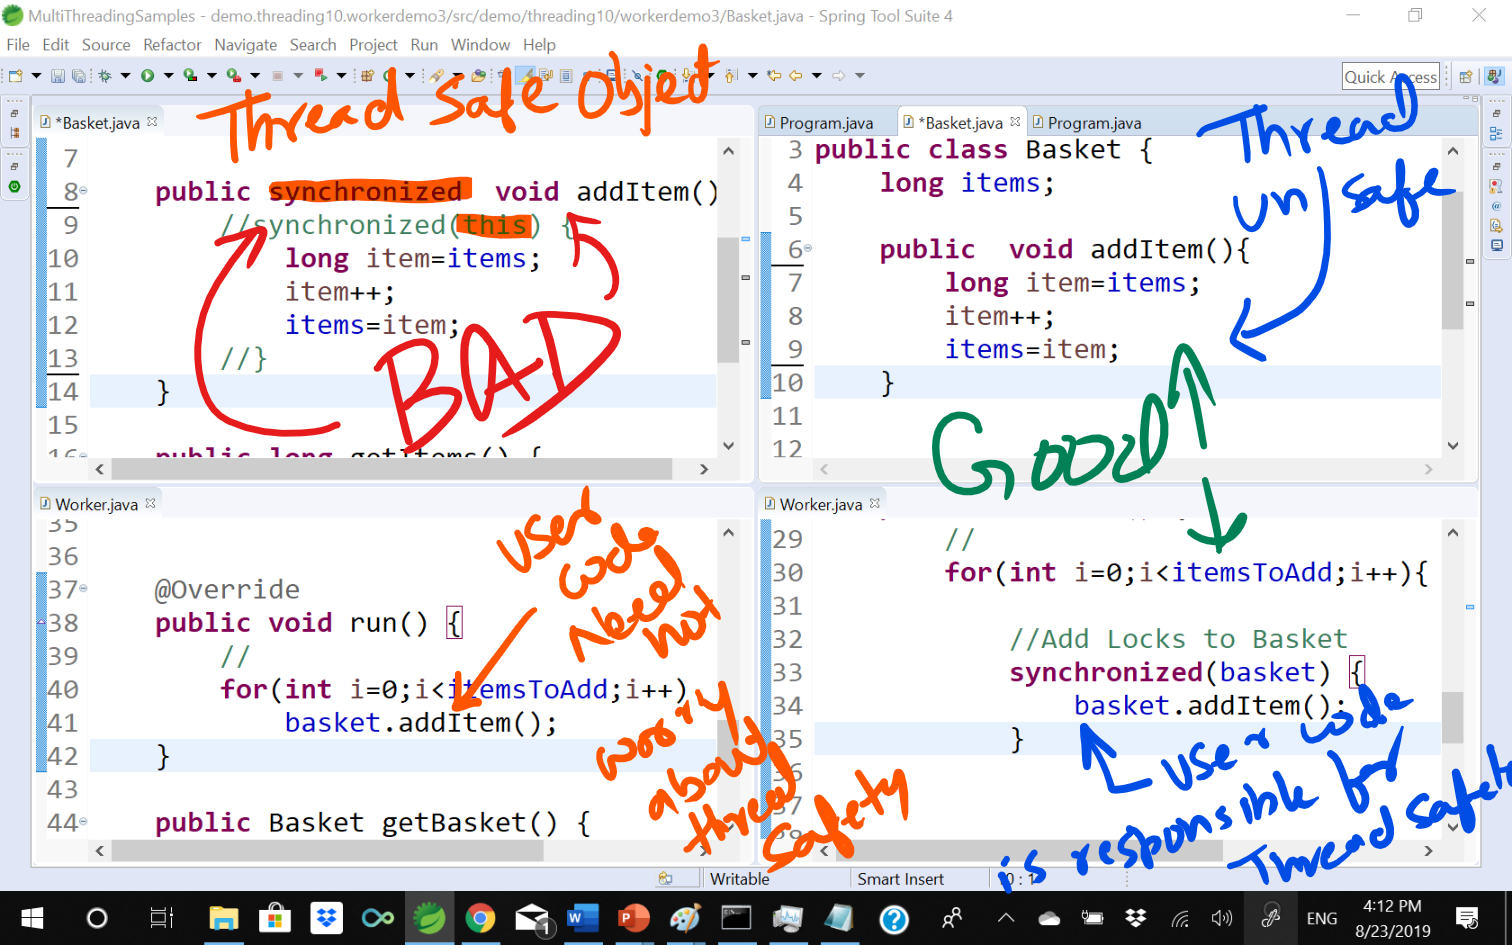 MultiThreadingSamples - demo.threading10.workerdemo3/src/demo/threading10/workerdemo3/Basket.java - Spring Tool Suite 4
File Edit Source Refactor Navigate Search Project Run Window Help
Quick Access
Thread Safe Objet
*Basket.java
7
8 public synchronized void addItem()
9 //synchronized(this) {
10 long item=items;
11 item++;
12 items=item;
13 //}
14 }
15
16 public long getItems() {
BAD
Program.java *Basket.java Program.java
Thread
un safe
3 public class Basket {
4 long items;
5
6 public void addItem(){
7 long item=items;
8 item++;
9 items=item;
10 }
11
12
Good
Worker.java
35
36
37 @Override
38 public void run() {
39 //
40 for(int i=0;i<itemsToAdd;i++)
41 basket.addItem();
42 }
43
44 public Basket getBasket() {
User
code
Need
not
worry
about
thread
safety
Worker.java
29 //
30 for(int i=0;i<itemsToAdd;i++){
31
32 //Add Locks to Basket
33 synchronized(basket) {
34 basket.addItem();
35 }
37
38
User code
is responsible for
Thread safety
Writable Smart Insert
1
ENG
4:12 PM
8/23/2019